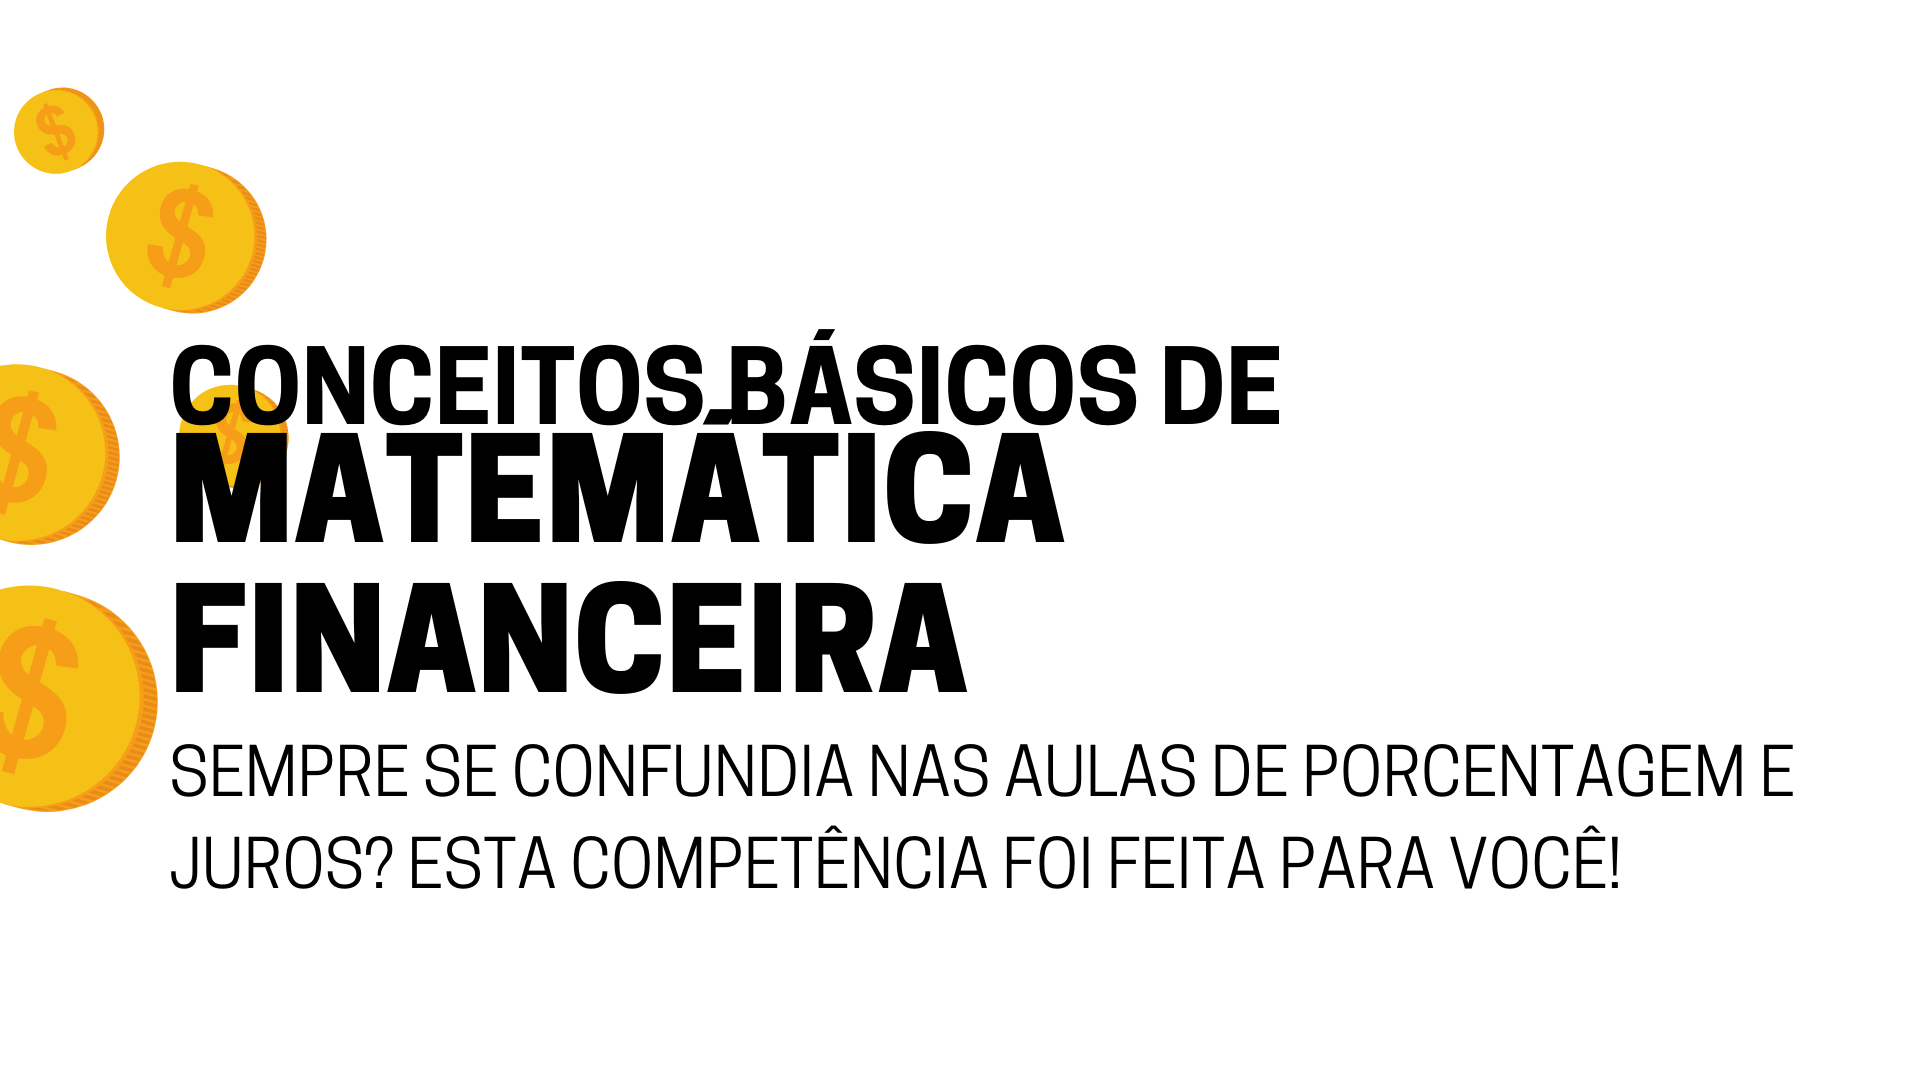 CONCEITOS BÁSICOS DE
MATEMÁTICA
FINANCEIRA
SEMPRE SE CONFUNDIA NAS AULAS DE PORCENTAGEM E
JUROS? ESTA COMPETÊNCIA FOI FEITA PARA VOCÊ!